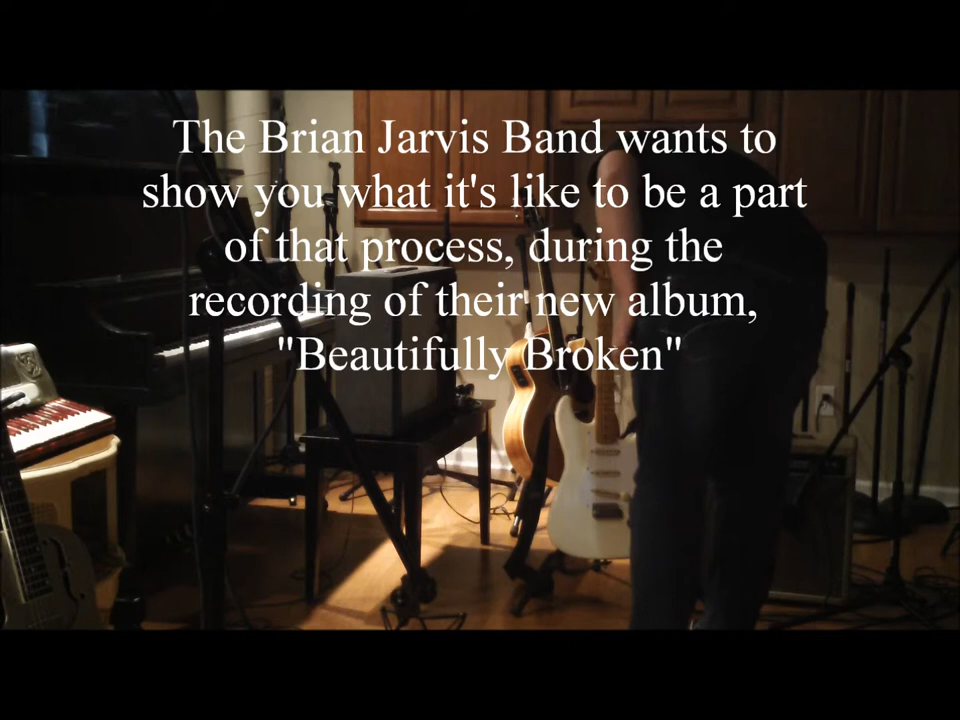 The Brian Jarvis Band wants to
show you what it's like to be a part
of that process, during the
recording of their new album,
"Beautifully Broken"